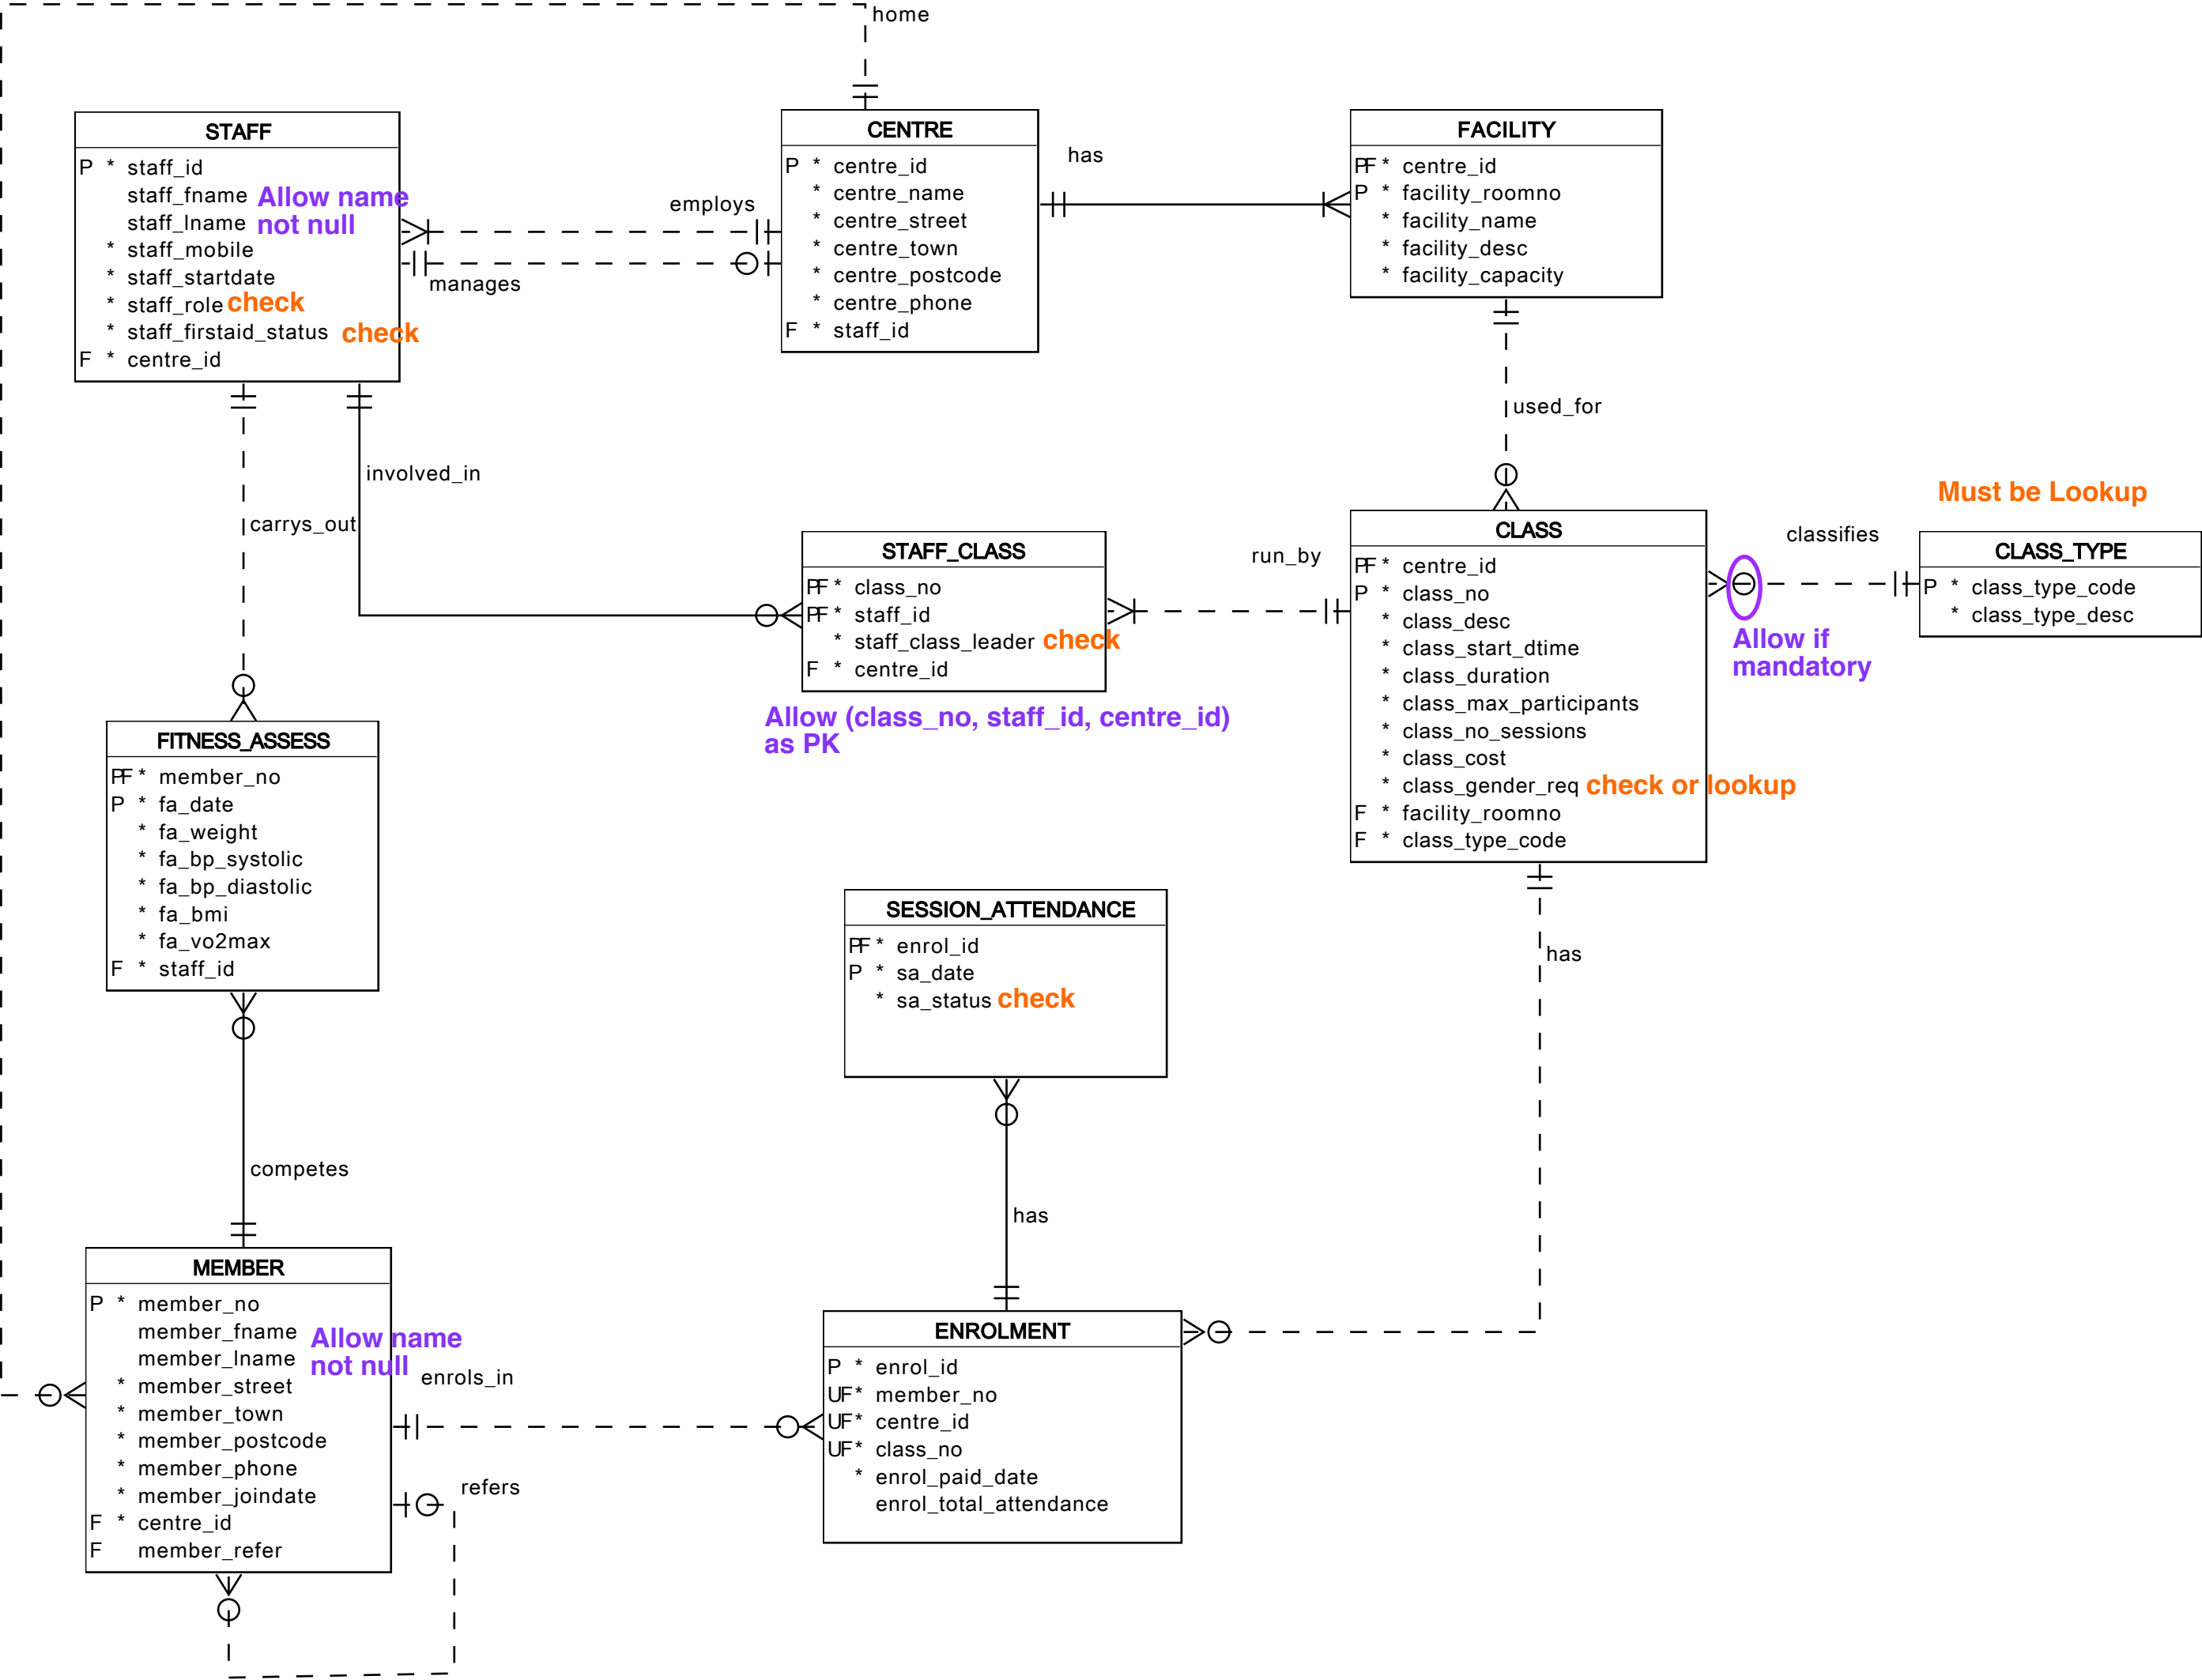 home
STAFF
P * staff_id
staff_fname Allow name
staff_lname not null
* staff_mobile
* staff_startdate
* staff_role check
* staff_firstaid_status check
F * centre_id
employs
manages
CENTRE
P * centre_id
* centre_name
* centre_street
* centre_town
* centre_postcode
* centre_phone
F * staff_id
has
FACILITY
PF * centre_id
P * facility_roomno
* facility_name
* facility_desc
* facility_capacity
used_for
involved_in
carrys_out
STAFF_CLASS
PF * class_no
PF * staff_id
* staff_class_leader check
F * centre_id
Allow (class_no, staff_id, centre_id)
as PK
run_by
CLASS
PF * centre_id
P * class_no
* class_desc
* class_start_dtime
* class_duration
* class_max_participants
* class_no_sessions
* class_cost
* class_gender_req check or lookup
F * facility_roomno
F * class_type_code
classifies
Allow if
mandatory
Must be Lookup
CLASS_TYPE
P * class_type_code
* class_type_desc
FITNESS_ASSESS
PF * member_no
P * fa_date
* fa_weight
* fa_bp_systolic
* fa_bp_diastolic
* fa_bmi
* fa_vo2max
F * staff_id
SESSION_ATTENDANCE
PF * enrol_id
P * sa_date
* sa_status check
has
competes
has
MEMBER
P * member_no
member_fname Allow name
member_lname not null
* member_street
* member_town
* member_postcode
* member_phone
* member_joindate
F * centre_id
F member_refer
enrols_in
refers
ENROLMENT
P * enrol_id
UF * member_no
UF * centre_id
UF * class_no
* enrol_paid_date
enrol_total_attendance